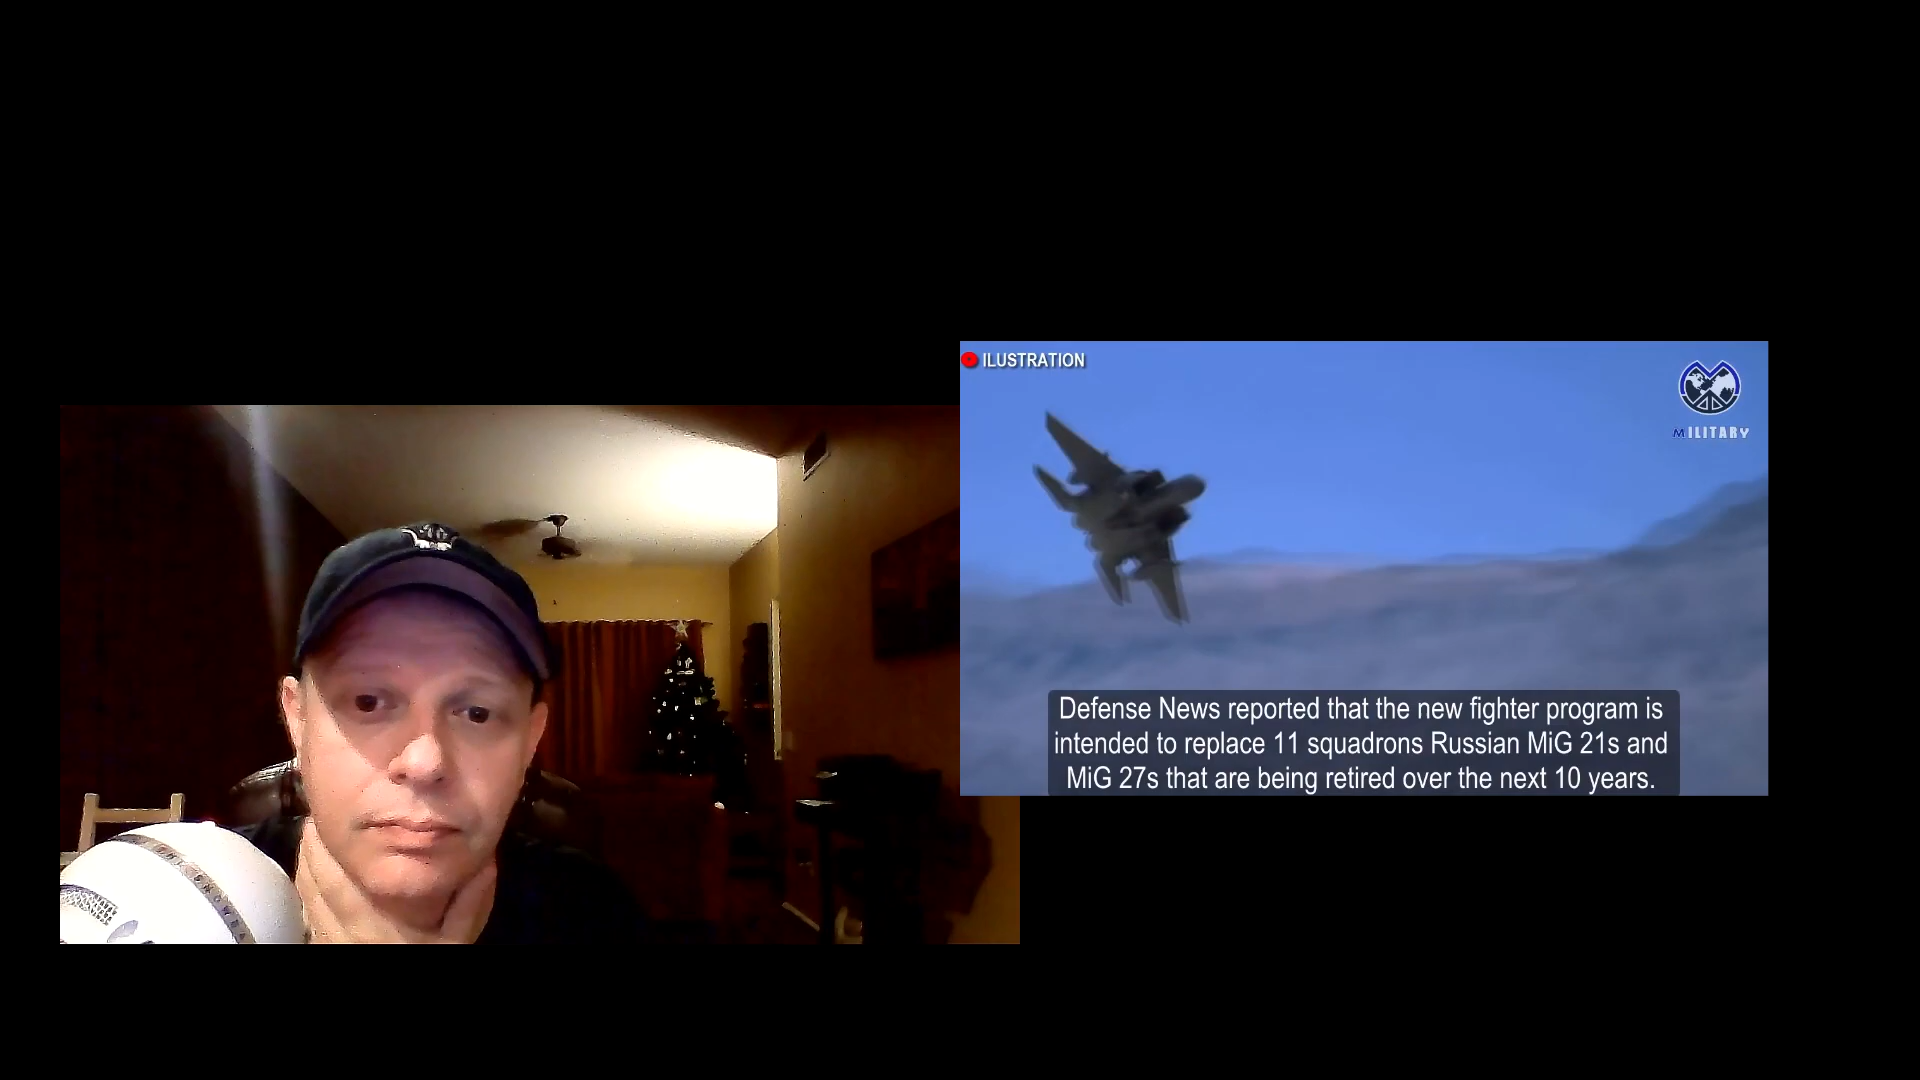 ILUSTRATION
MILITARY
Defense News reported that the new fighter program is
intended to replace 11 squadrons Russian MiG 21s and
MiG 27s that are being retired over the next 10 years.